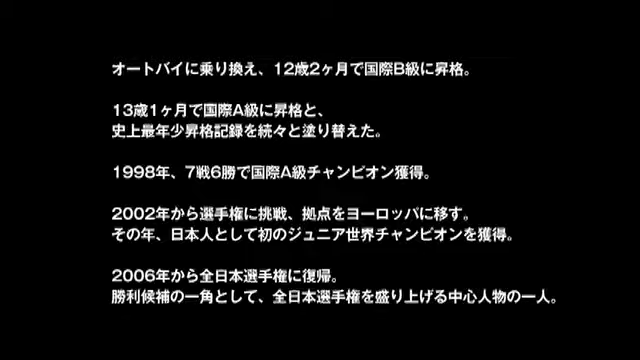 オートバイに乗り換え、12歳2ヶ月で国際B級に昇格。
13歳1ヶ月で国際A級に昇格と、
史上最年少昇格記録を続々と塗り替えた。
1998年、7戦6勝で国際A級チャンピオン獲得。
2002年から選手権に挑戦、拠点をヨーロッパに移す。
その年、日本人として初のジュニア世界チャンピオンを獲得。
2006年から全日本選手権に復帰。
勝利候補の一角として、全日本選手権を盛り上げる中心人物の一人。